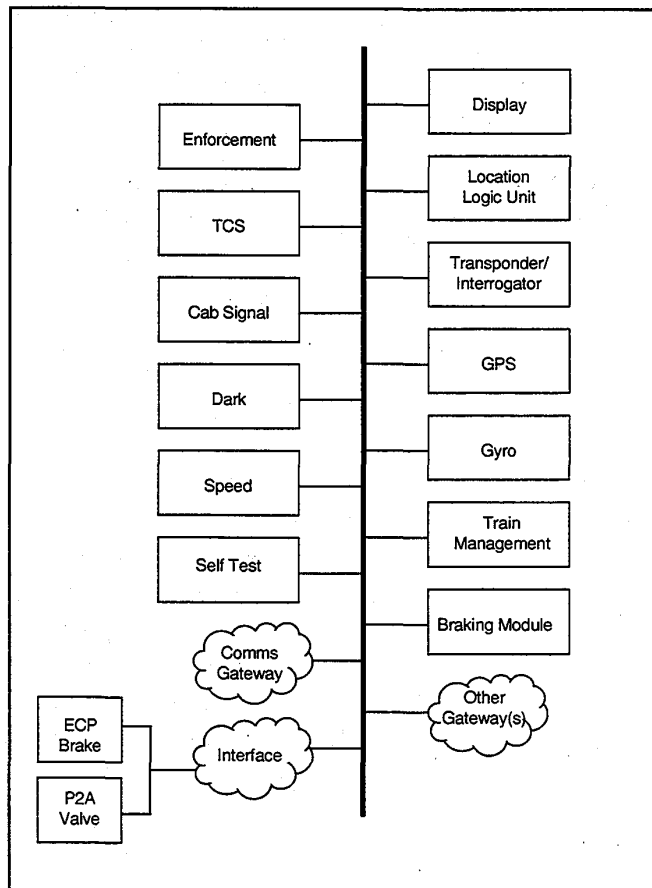 Enforcement
TCS
Cab Signal
Dark
Speed
Self Test
Comms
Gateway
Interface
ECP
Brake
P2A
Valve
Display
Location
Logic Unit
Transponder/
Interrogator
GPS
Gyro
Train
Management
Braking Module
Other
Gateway(s)